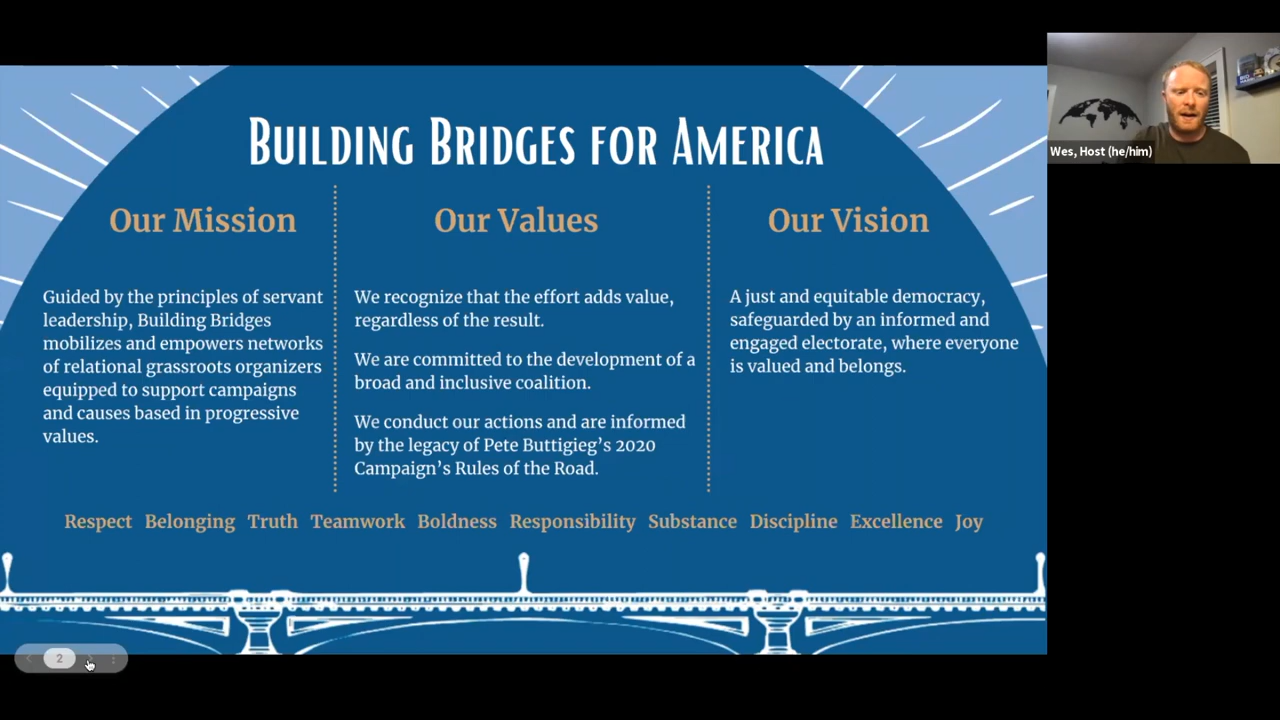 Building Bridges for America
Our Mission
Guided by the principles of servant
leadership, Building Bridges
mobilizes and empowers networks
of relational grassroots organizers
equipped to support campaigns
and causes based in progressive
values.
Our Values
We recognize that the effort adds value,
regardless of the result.
We are committed to the development of a
broad and inclusive coalition.
We conduct our actions and are informed
by the legacy of Pete Buttigieg’s 2020
Campaign’s Rules of the Road.
Our Vision
A just and equitable democracy,
safeguarded by an informed and
engaged electorate, where everyone
is valued and belongs.
Respect Belonging Truth Teamwork Boldness Responsibility Substance Discipline Excellence Joy
2
Wes, Host (he/him)